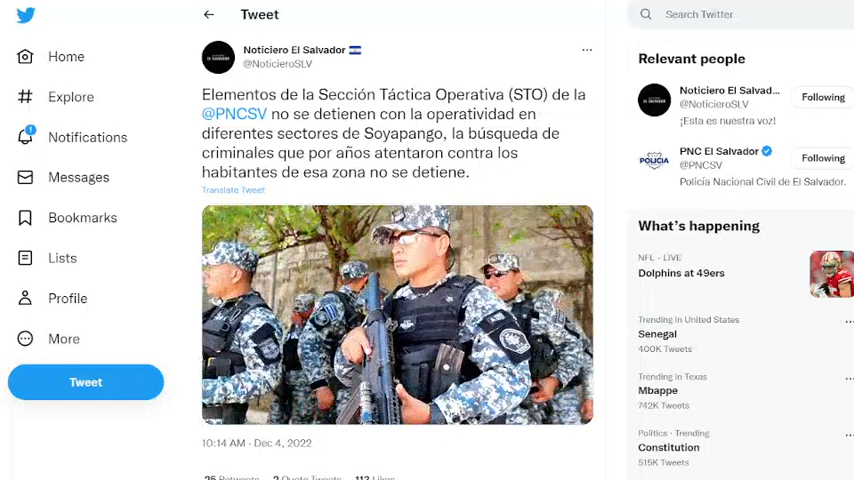 Tweet
Search Twitter
Home
Explore
1
Notifications
Messages
Bookmarks
Lists
Profile
More
Tweet
Noticiero El Salvador
@NoticieroSLV
Elementos de la Sección Táctica Operativa (STO) de la
@PNCSV no se detienen con la operatividad en
diferentes sectores de Soyapango, la búsqueda de
criminales que por años atentaron contra los
habitantes de esa zona no se detiene.
Translate Tweet
10:14 AM · Dec 4, 2022
25 Retweets 2 Quote Tweets 113 Likes
Relevant people
Noticiero El Salvad...
@NoticieroSLV
Following
¡Esta es nuestra voz!
POLICIA
PNC El Salvador
@PNCSV
Following
Policía Nacional Civil de El Salvador.
What's happening
NFL · LIVE
Dolphins at 49ers
Trending in United States
Senegal
400K Tweets
Trending in Texas
Mbappe
742K Tweets
Politics · Trending
Constitution
515K Tweets